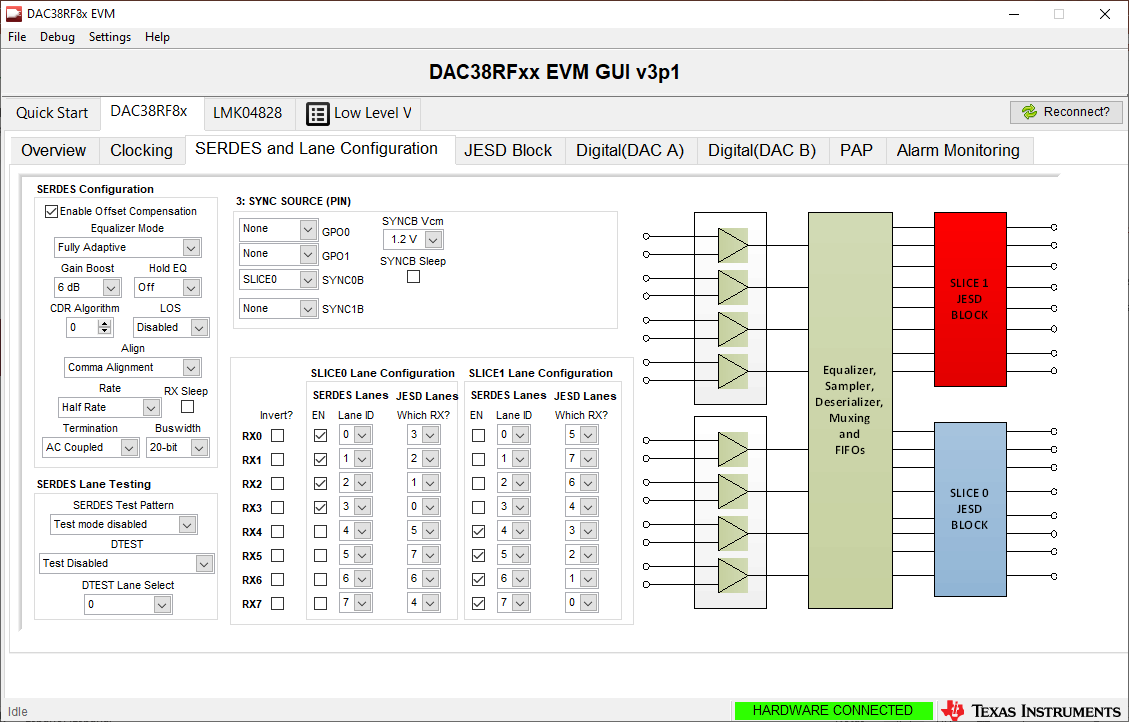 DAC38RF8x EVM
File Debug Settings Help
DAC38RFxx EVM GUI v3p1
Quick Start DAC38RF8x LMK04828 Low Level V Reconnect?
Overview Clocking SERDES and Lane Configuration JESD Block Digital(DAC A) Digital(DAC B) PAP Alarm Monitoring
SERDES Configuration
Enable Offset Compensation
Equalizer Mode
Fully Adaptive
Gain Boost Hold EQ
6 dB Off
CDR Algorithm LOS
0 Disabled
Align
Comma Alignment
Rate RX Sleep
Half Rate
Termination Buswidth
AC Coupled 20-bit
SERDES Lane Testing
SERDES Test Pattern
Test mode disabled
DTEST
Test Disabled
DTEST Lane Select
0
3: SYNC SOURCE (PIN)
None GPO0
None GPO1
SLICE0 SYNC0B
None SYNC1B
SYNCB Vcm
1.2 V
SYNCB Sleep
SLICE0 Lane Configuration SLICE1 Lane Configuration
SERDES Lanes JESD Lanes SERDES Lanes JESD Lanes
Invert? EN Lane ID Which RX? EN Lane ID Which RX?
RX0 0 3 0 5
RX1 1 2 1 7
RX2 2 1 2 6
RX3 3 0 3 4
RX4 4 5 4 3
RX5 5 7 5 2
RX6 6 6 6 1
RX7 7 4 7 0
Equalizer,
Sampler,
Deserializer,
Muxing
and
FIFOs
SLICE 1
JESD
BLOCK
SLICE 0
JESD
BLOCK
Idle HARDWARE CONNECTED TEXAS INSTRUMENTS